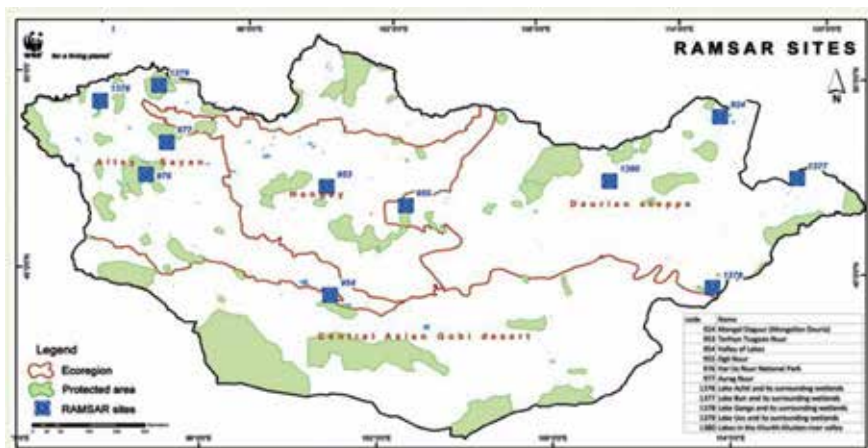 WWF
for a living planet
RAMSAR SITES
N
1379
977
976
Altay - Sayan
953
Hangay
955
954
924
1380
1377
Daurian steppe
Central Asian Gobi desert
Legend
Ecoregion
Protected area
RAMSAR sites
code Name
924 Mongol Daguur (Mongolian Dauria)
953 Terhiyn Tsagaan Nuur
954 Valley of Lakes
955 Ogii Nuur
976 Har Us Nuur National Park
977 Airag Nuur
1376 Lake Achit and its surrounding wetlands
1377 Lake Buir and its surrounding wetlands
1378 Lake Ganga and its surrounding wetlands
1379 Lake Uvs and its surrounding wetlands
1380 Lakes in the Khurkh-Khuiten river valley